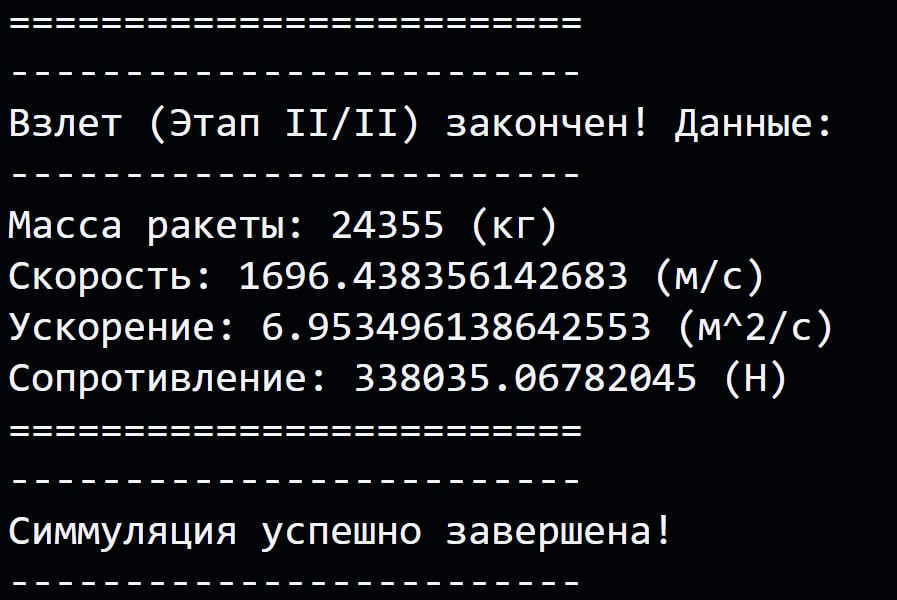 =========================
-------------------------
Взлет (Этап II/II) закончен! Данные:
-------------------------
Масса ракеты: 24355 (кг)
Скорость: 1696.438356142683 (м/с)
Ускорение: 6.953496138642553 (м^2/с)
Сопротивление: 338035.06782045 (Н)
=========================
-------------------------
Симмуляция успешно завершена!
-------------------------